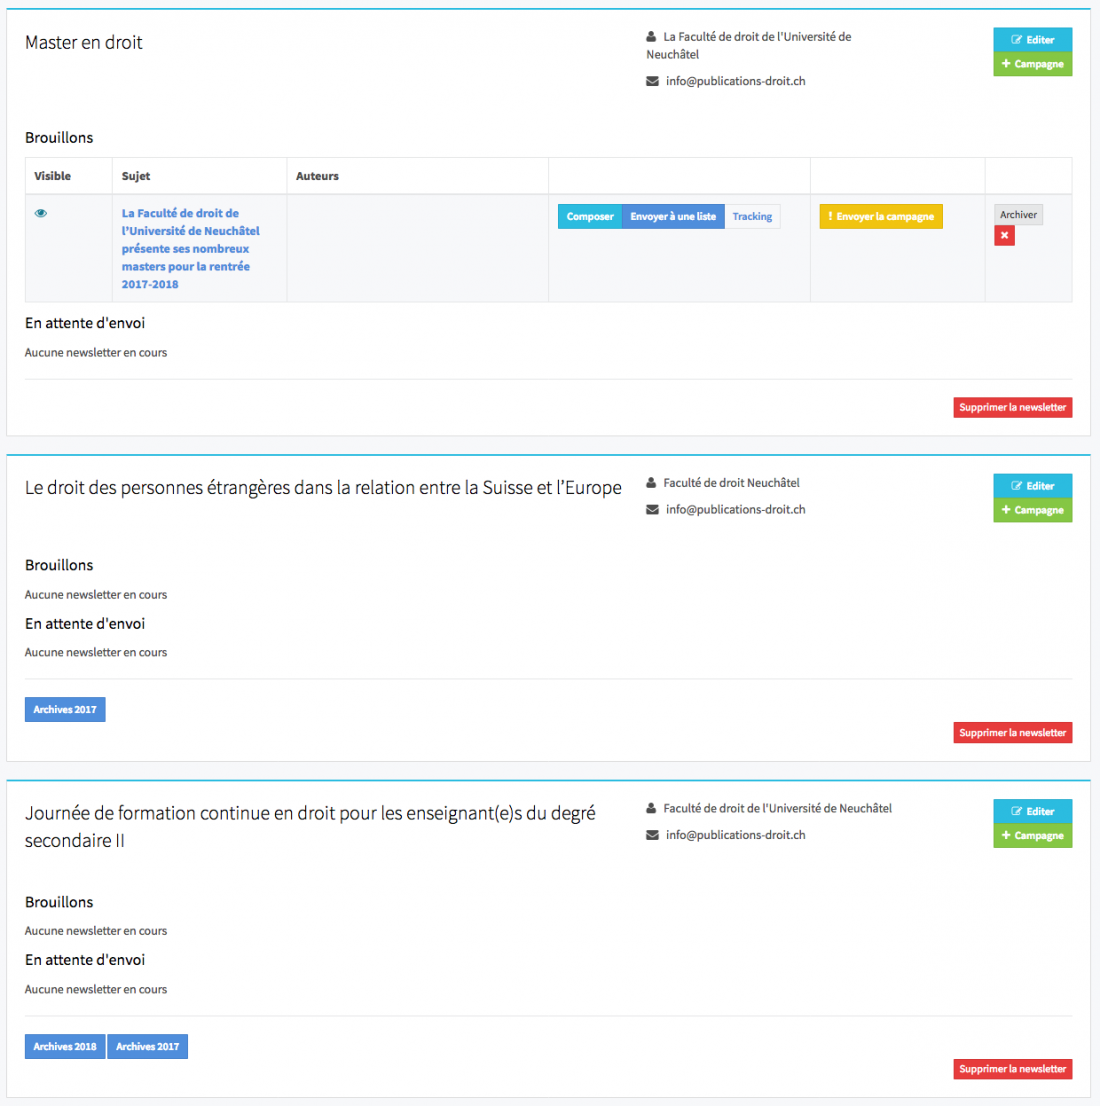 Master en droit
La Faculté de droit de l'Université de
Neuchâtel
info@publications-droit.ch
Editer
+ Campagne
Brouillons
Visible Sujet Auteurs
La Faculté de droit de
l'Université de Neuchâtel
présente ses nombreux
masters pour la rentrée
2017-2018
Composer Envoyer à une liste Tracking
! Envoyer la campagne
Archiver
En attente d'envoi
Aucune newsletter en cours
Supprimer la newsletter
Le droit des personnes étrangères dans la relation entre la Suisse et l’Europe
Faculté de droit Neuchâtel
info@publications-droit.ch
Editer
+ Campagne
Brouillons
Aucune newsletter en cours
En attente d'envoi
Aucune newsletter en cours
Archives 2017
Supprimer la newsletter
Journée de formation continue en droit pour les enseignant(e)s du degré
secondaire II
Faculté de droit de l'Université de Neuchâtel
info@publications-droit.ch
Editer
+ Campagne
Brouillons
Aucune newsletter en cours
En attente d'envoi
Aucune newsletter en cours
Archives 2018 Archives 2017
Supprimer la newsletter